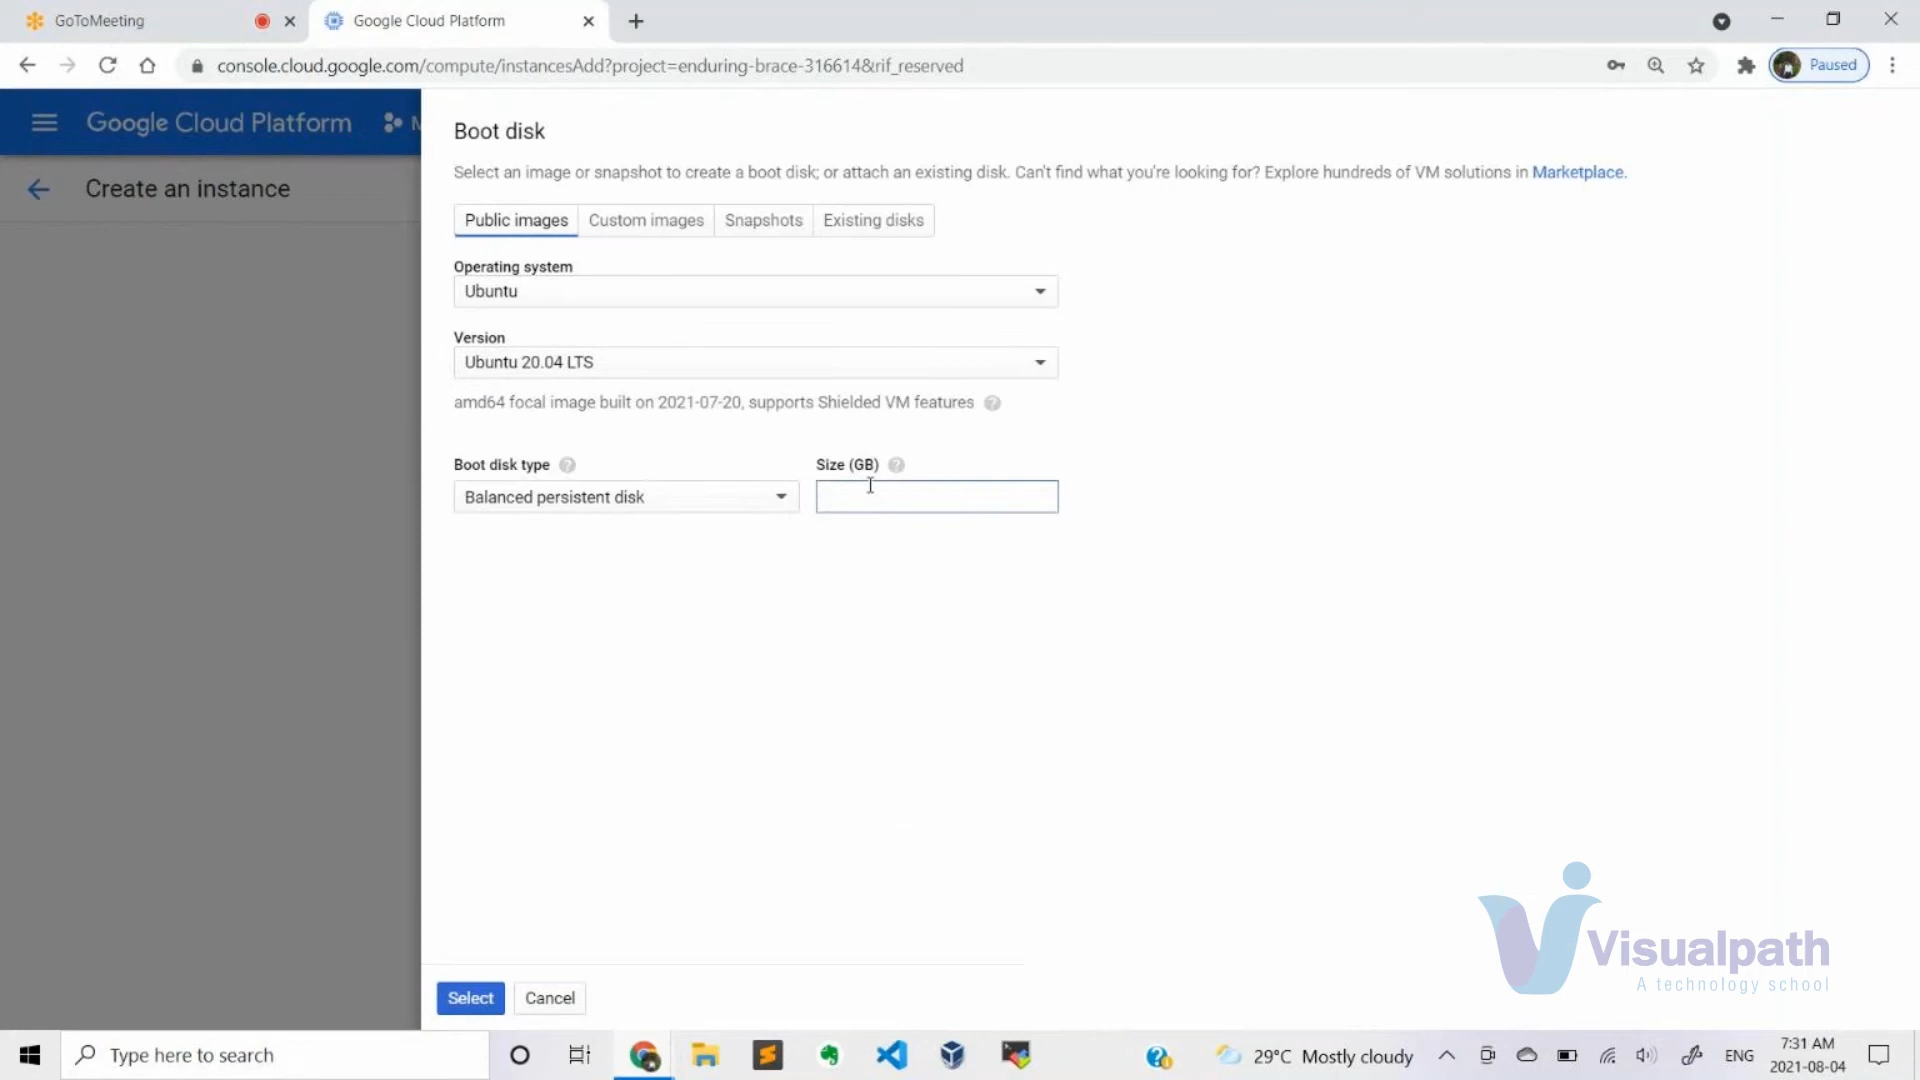 GoToMeeting
Google Cloud Platform
console.cloud.google.com/compute/instancesAdd?project=enduring-brace-316614&rif_reserved
Paused
Google Cloud Platform
M
Create an instance
Boot disk
Select an image or snapshot to create a boot disk; or attach an existing disk. Can't find what you're looking for? Explore hundreds of VM solutions in Marketplace.
Public images Custom images Snapshots Existing disks
Operating system
Ubuntu
Version
Ubuntu 20.04 LTS
amd64 focal image built on 2021-07-20, supports Shielded VM features
Boot disk type Size (GB)
Balanced persistent disk
Select Cancel
Visualpath
A technology school
Type here to search
29°C Mostly cloudy
ENG
7:31 AM
2021-08-04